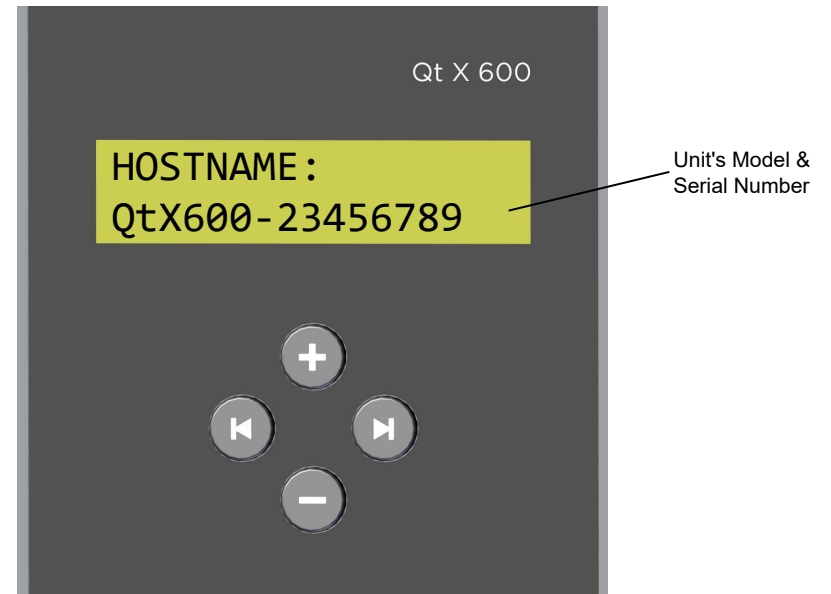 Qt X 600
HOSTNAME:
QtX600-23456789
Unit's Model &
Serial Number